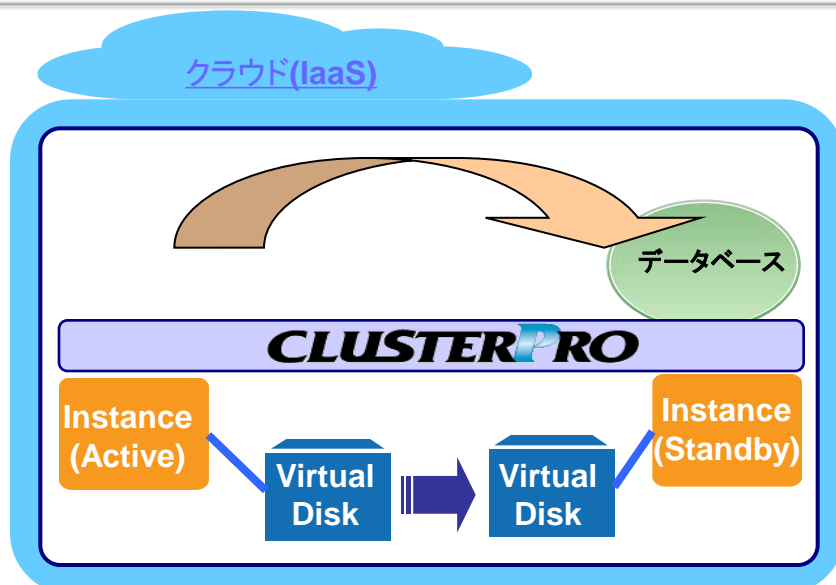 クラウド(IaaS)
データベース
CLUSTERPRO
Instance
(Active)
Instance
(Standby)
Virtual
Disk
Virtual
Disk